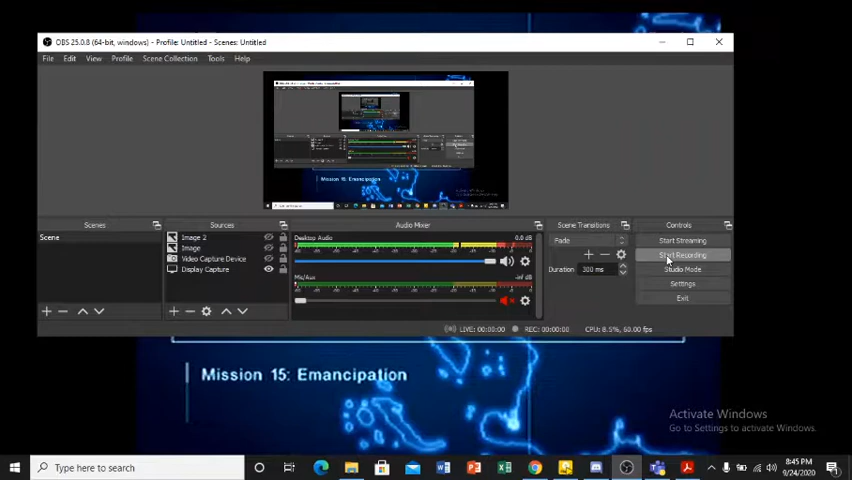 OBS 25.0.8 (64-bit, windows) - Profile: Untitled - Scenes: Untitled
File Edit View Profile Scene Collection Tools Help
Mission 15: Emancipation
Scenes Sources Audio Mixer Scene Transitions Controls
Scene
Image 2
Image
Video Capture Device
Display Capture
Desktop Audio 0.0 dB
Mic/Aux -inf dB
Fade
Duration 300 ms
Start Streaming
Start Recording
Studio Mode
Settings
Exit
LIVE: 00:00:00 REC: 00:00:00 CPU: 8.5%, 60.00 fps
Mission 15: Emancipation
Activate Windows
Go to Settings to activate Windows.
Type here to search
8:45 PM
9/24/2020